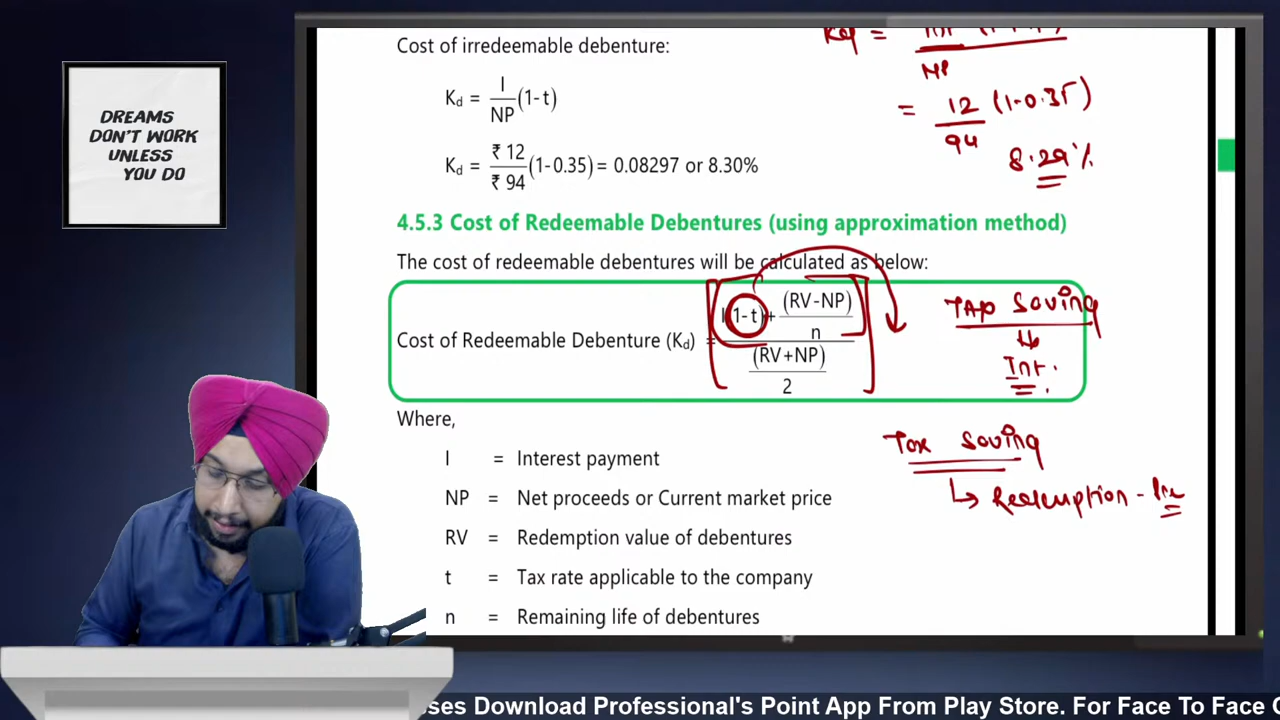 DREAMS
DON'T WORK
UNLESS
YOU DO
Cost of irredeemable debenture:
K_d = I/NP (1-t)
K_d = ₹ 12/₹ 94 (1-0.35) = 0.08297 or 8.30%
NP
= 12/94 (1-0.35)
8.29%
4.5.3 Cost of Redeemable Debentures (using approximation method)
The cost of redeemable debentures will be calculated as below:
Cost of Redeemable Debenture (K_d) = I(1-t)+ (RV-NP)/n / (RV+NP)/2
Saving
Int.
Where,
I = Interest payment
NP = Net proceeds or Current market price
RV = Redemption value of debentures
t = Tax rate applicable to the company
n = Remaining life of debentures
Tax Saving
↳ Redemption -
ses Download Professional's Point App From Play Store. For Face To Face C